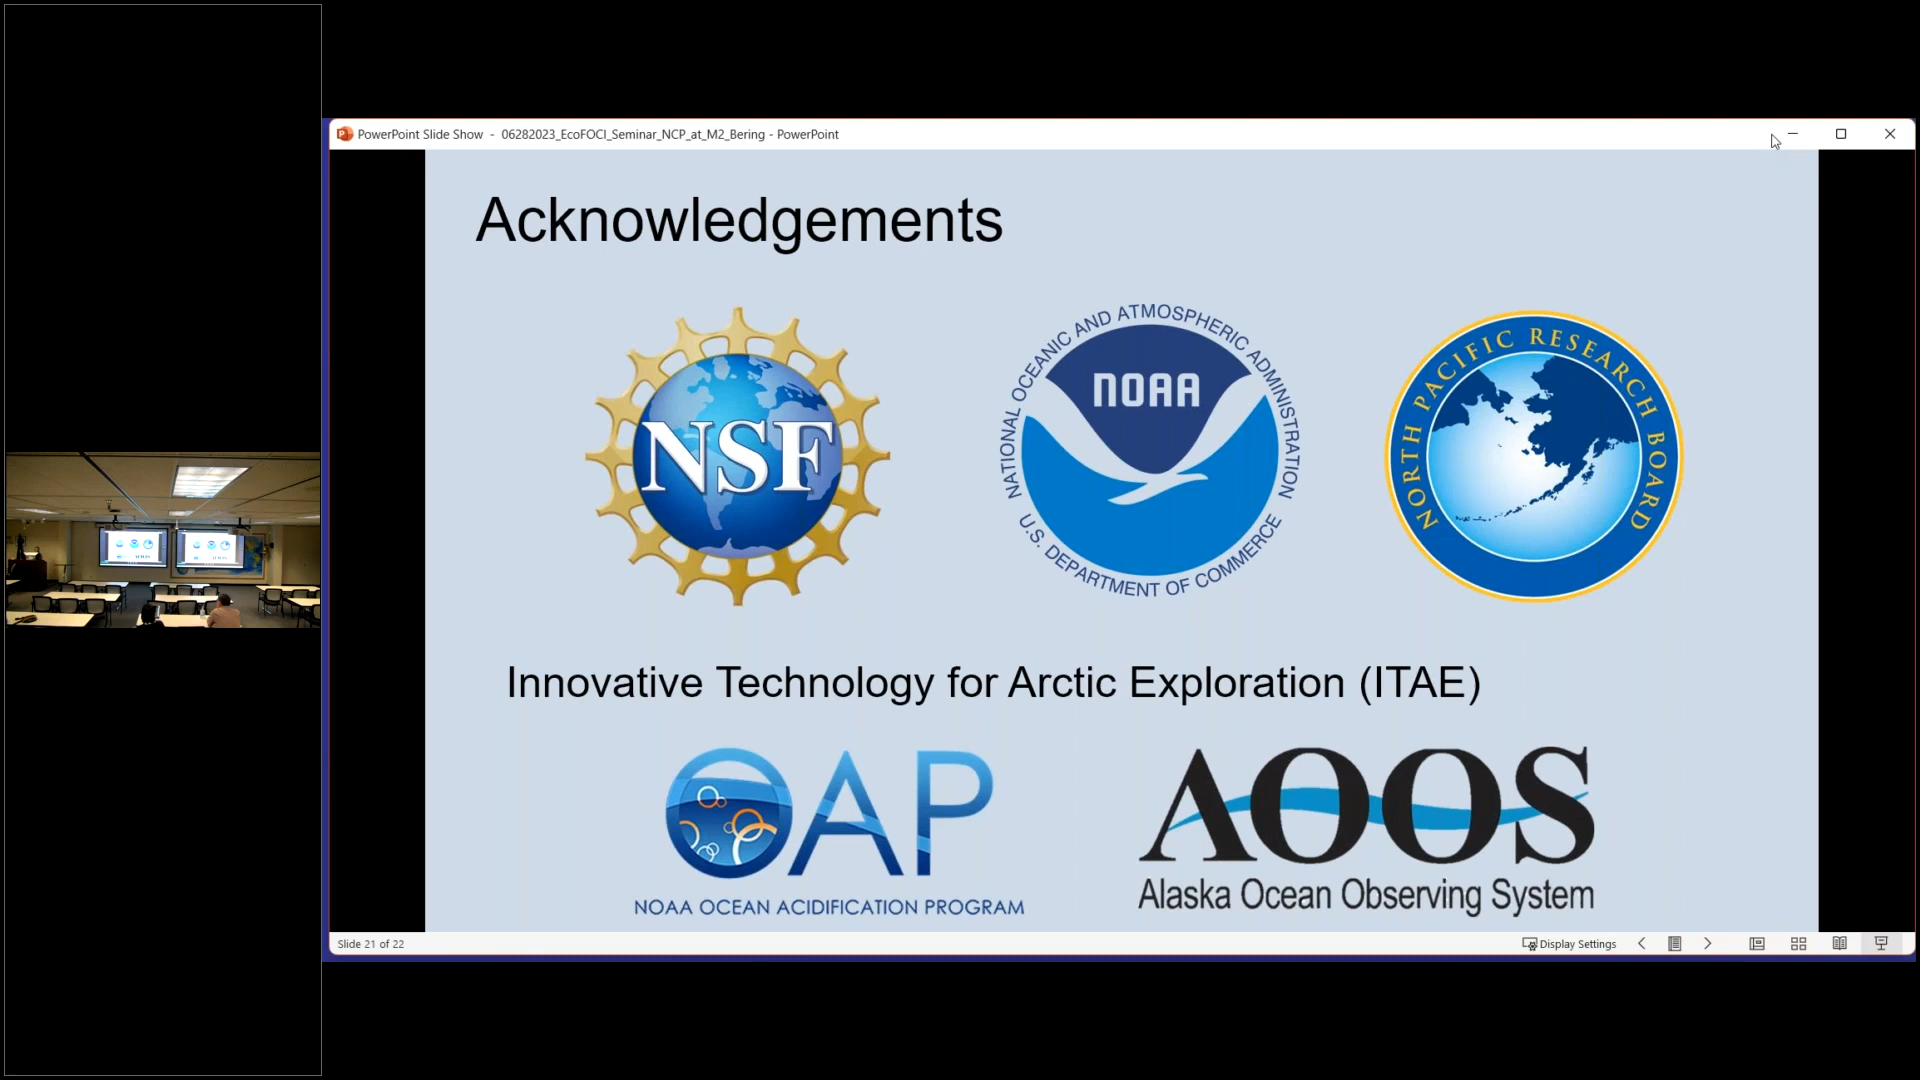 PowerPoint Slide Show - 06282023_EcoFOCI_Seminar_NCP_at_M2_Bering - PowerPoint
Acknowledgements
NSF
NATIONAL OCEANIC AND ATMOSPHERIC ADMINISTRATION
NOAA
U.S. DEPARTMENT OF COMMERCE
NORTH PACIFIC RESEARCH BOARD
Innovative Technology for Arctic Exploration (ITAE)
OAP
NOAA OCEAN ACIDIFICATION PROGRAM
AOOS
Alaska Ocean Observing System
Slide 21 of 22
Display Settings